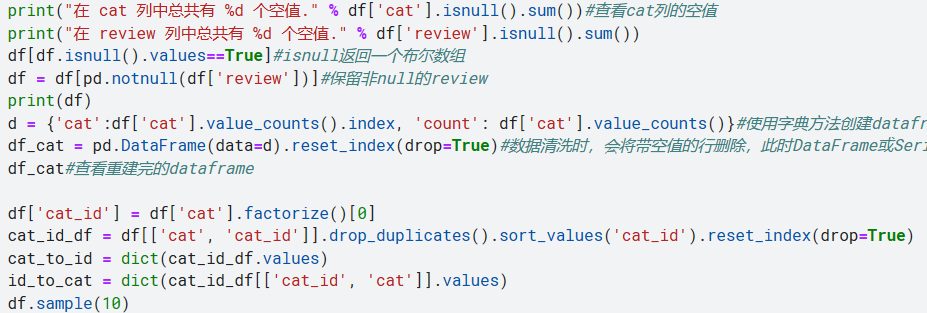 print("在 cat 列中总共有 %d 个空值." % df['cat'].isnull().sum())#查看cat列的空值
print("在 review 列中总共有 %d 个空值." % df['review'].isnull().sum())
df[df.isnull().values==True]#isnull返回一个布尔数组
df = df[pd.notnull(df['review'])]#保留非null的review
print(df)
d = {'cat':df['cat'].value_counts().index, 'count': df['cat'].value_counts()}#使用字典方法创建datafr
df_cat = pd.DataFrame(data=d).reset_index(drop=True)#数据清洗时，会将带空值的行删除，此时DataFrame或Seri
df_cat#查看重建完的dataframe
df['cat_id'] = df['cat'].factorize()[0]
cat_id_df = df[['cat', 'cat_id']].drop_duplicates().sort_values('cat_id').reset_index(drop=True)
cat_to_id = dict(cat_id_df.values)
id_to_cat = dict(cat_id_df[['cat_id', 'cat']].values)
df.sample(10)